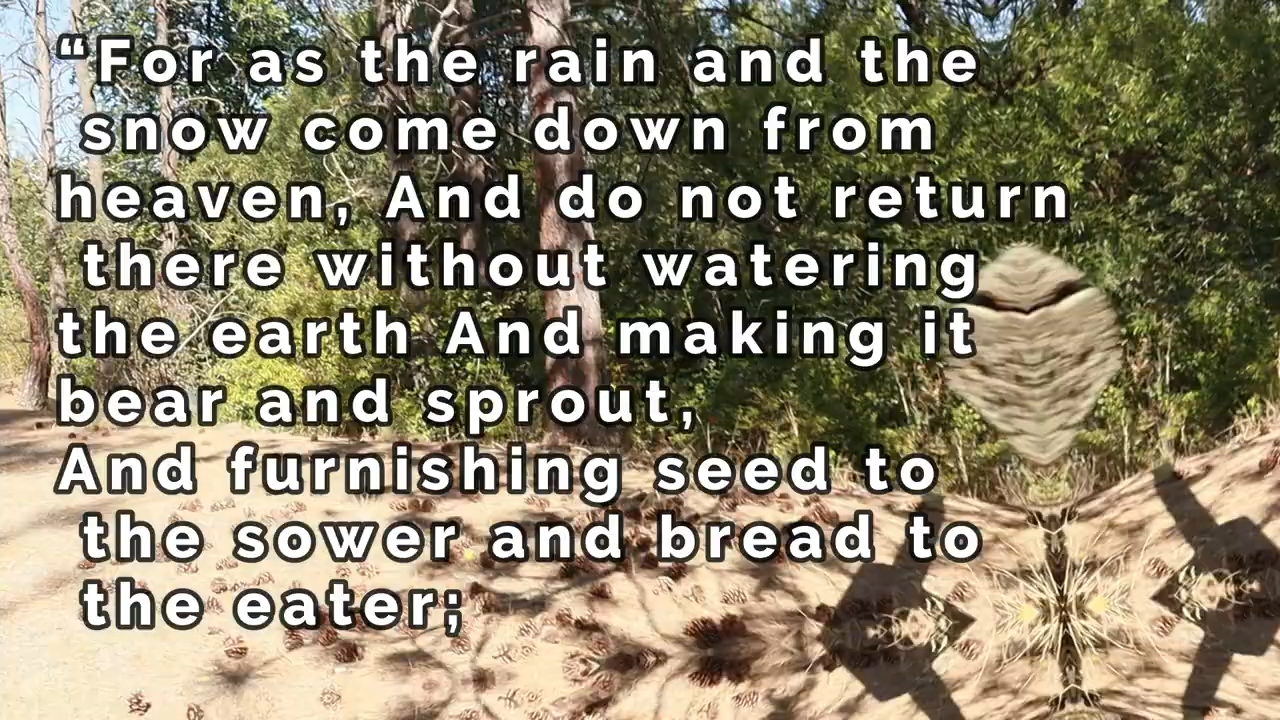 “For as the rain and the
snow come down from
heaven, And do not return
there without watering
the earth And making it
bear and sprout,
And furnishing seed to
the sower and bread to
the eater;